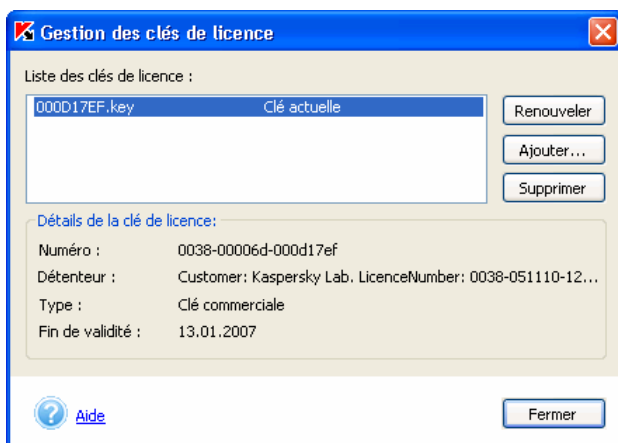 Gestion des clés de licence
Liste des clés de licence :
000D17EF.key Clé actuelle
Renouveler
Ajouter...
Supprimer
Détails de la clé de licence:
Numéro : 0038-00006d-000d17ef
Détenteur : Customer: Kaspersky Lab. LicenceNumber: 0038-051110-12...
Type : Clé commerciale
Fin de validité : 13.01.2007
Aide
Fermer